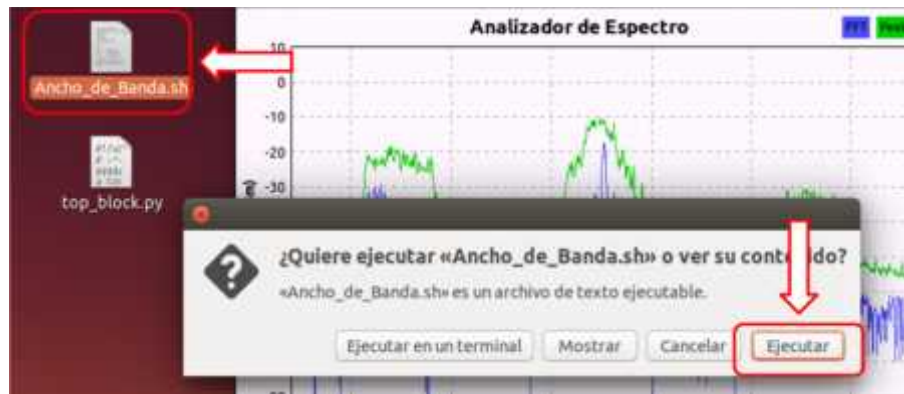 Analizador de Espectro
FFT
10
0
-10
-20
-30
Ancho_de_Banda.sh
top_block.py
¿Quiere ejecutar «Ancho_de_Banda.sh» o ver su contenido?
«Ancho_de_Banda.sh» es un archivo de texto ejecutable.
Ejecutar en un terminal
Mostrar
Cancelar
Ejecutar